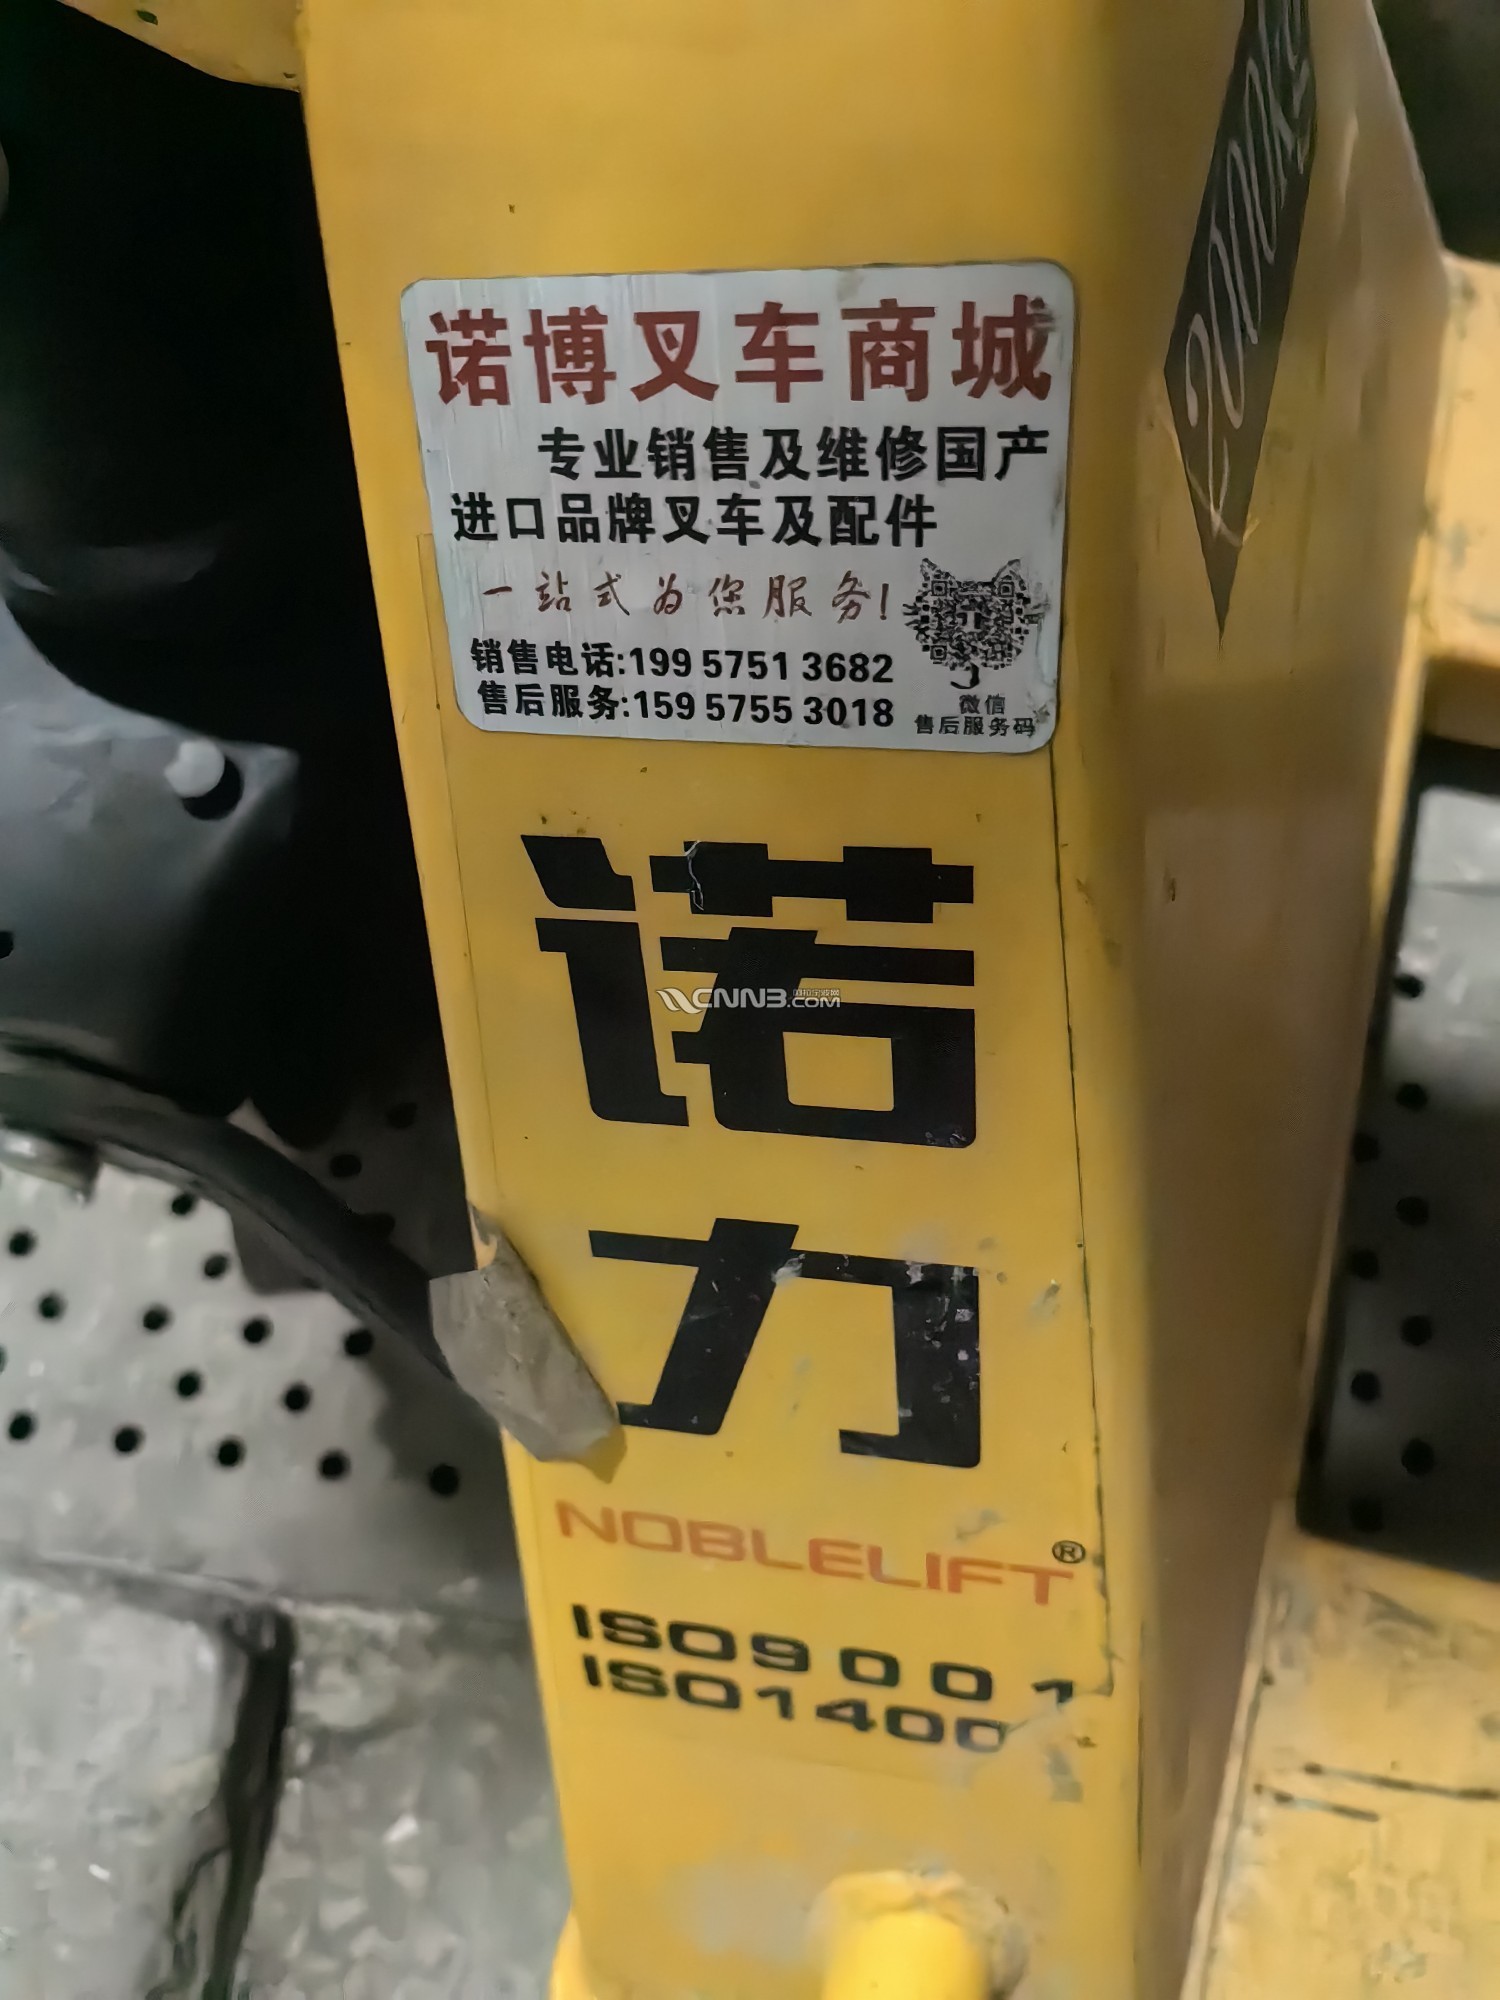 2000Kg
诺博叉车商城
专业销售及维修国产
进口品牌叉车及配件
一站式为您服务!
销售电话:199 5751 3682
售后服务:159 5755 3018
微信
售后服务码
诺
CNN3.COM
力
NOBLELIFT®
ISO9001
ISO1400